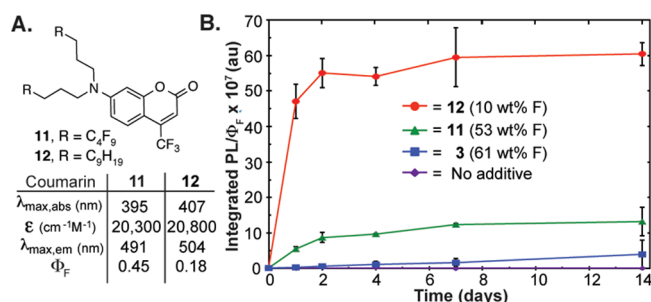 A.
R
R
N
O
O
CF3
11, R = C4F9
12, R = C9H19
Coumarin 11 12
λmax,abs (nm) 395 407
ε (cm⁻¹M⁻¹) 20,300 20,800
λmax,em (nm) 491 504
ΦF 0.45 0.18
B.
Integrated PL/ΦF x 10⁷ (au)
70
60
50
40
30
20
10
0
= 12 (10 wt% F)
= 11 (53 wt% F)
= 3 (61 wt% F)
= No additive
0 2 4 6 8 10 12 14
Time (days)